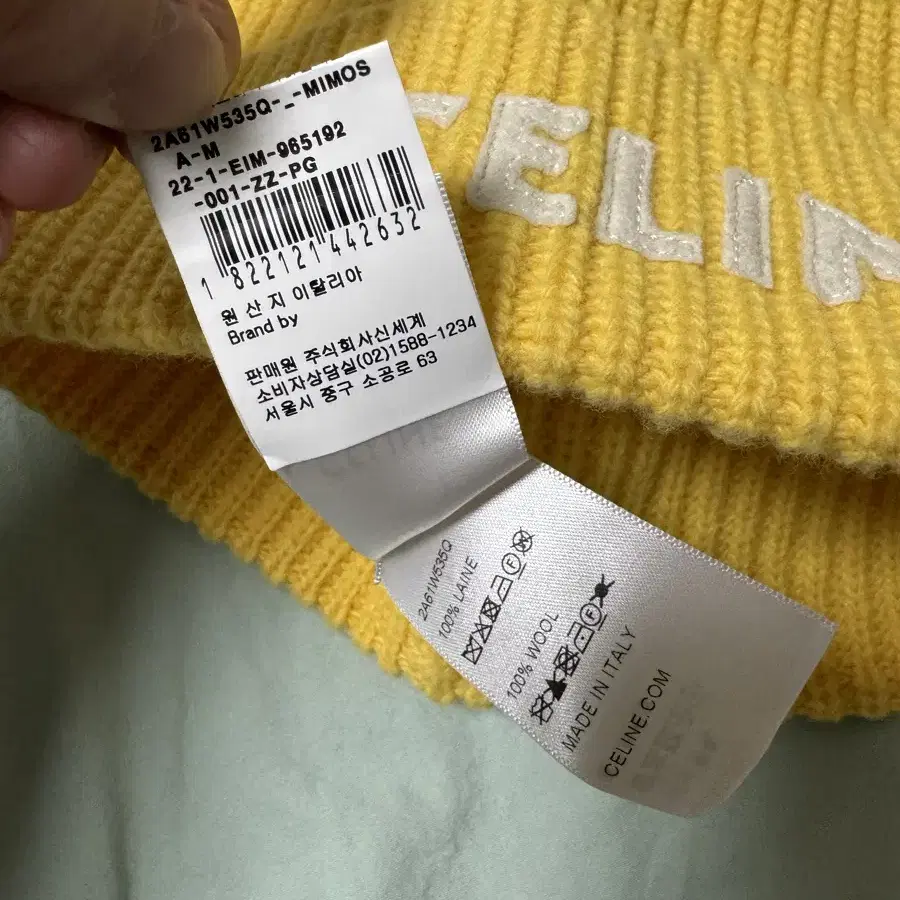 2A61W535Q-_-MIMOS
A-M
22-1-EIM-965192
-001-ZZ-PG
1 822121 442632
원산지 이탈리아
Brand by
판매원 주식회사신세계
소비자상담실(02)1588-1234
서울시 중구 소공로 63
CELIN
2A61W535Q
100% LAINE
100% WOOL
MADE IN ITALY
CELINE.COM